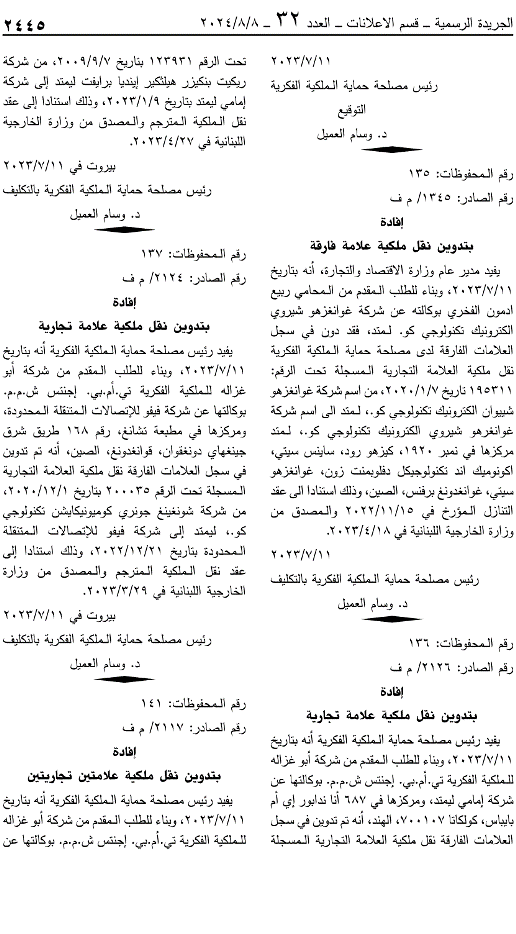 الجريدة الرسمية ــ قسم الاعلانات ــ العدد ٣٢ ــ ٢٠٢٤/٨/٨
٢٤٤٥
٢٠٢٣/٧/١١
رئيس مصلحة حماية الملكية الفكرية
التوقيع
د. وسام العميل
رقم المحفوظات: ١٣٥
رقم الصادر: ١٣٤٥/ م ف
إفادة
بتدوين نقل ملكية علامة فارقة
يفيد مدير عام وزارة الاقتصاد والتجارة، أنه بتاريخ
٢٠٢٣/٧/١١، وبناء للطلب المقدم من المحامي ربيع
ادمون الفخري بوكالته عن شركة غوانغزهو شيروي
الكترونيك تكنولوجي كو. لمتد، فقد دون في سجل
العلامات الفارقة لدى مصلحة حماية الملكية الفكرية
نقل ملكية العلامة التجارية المسجلة تحت الرقم:
١٩٥٣١١ تاريخ ٢٠٢٠/١/٧، من اسم شركة غوانغزهو
شييوان الكترونيك تكنولوجي كو.، لمتد الى اسم شركة
غوانغرهو شيروي الكترونيك تكنولوجي كو.، لمتد
مركزها في نمبر ١٩٢٠، كيزهو رود، ساينس سيتي،
اكونوميك اند تكنولوجيكل دفلوبمنت زون، غوانغزهو
سيتي، غوانغدونغ برفنس، الصين، وذلك استنادا الى عقد
التنازل المؤرخ في ٢٠٢٢/١١/١٥ والمصدق من
وزارة الخارجية اللبنانية في ٢٠٢٣/٤/١٨.
٢٠٢٣/٧/١١
رئيس مصلحة حماية الملكية الفكرية بالتكليف
د. وسام العميل
رقم المحفوظات: ١٣٦
رقم الصادر: ٢١٢٦/ م ف
إفادة
بتدوين نقل ملكية علامة تجارية
يفيد رئيس مصلحة حماية الملكية الفكرية أنه بتاريخ
٢٠٢٣/٧/١١، وبناء للطلب المقدم من شركة أبو غزاله
للملكية الفكرية تي.أم.بي. إجنتس ش.م.م. بوكالتها عن
شركة إمامي ليمتد، ومركزها في ٦٨٧ أنا ندابور إي أم
بايباس، كولكاتا ٧٠٠١٠٧، الهند، أنه تم تدوين في سجل
العلامات الفارقة نقل ملكية العلامة التجارية المسجلة
تحت الرقم ١٢٣٩٣١ بتاريخ ٢٠٠٩/٩/٧، من شركة
ريكيت بنكيزر هيلثكير إينديا برايفت ليمتد إلى شركة
إمامي ليمتد بتاريخ ٢٠٢٣/١/٩، وذلك استنادا إلى عقد
نقل الملكية المترجم والمصدق من وزارة الخارجية
اللبنانية في ٢٠٢٣/٤/٢٧.
بيروت في ٢٠٢٣/٧/١١
رئيس مصلحة حماية الملكية الفكرية بالتكليف
د. وسام العميل
رقم المحفوظات: ١٣٧
رقم الصادر: ٢١٢٤/ م ف
إفادة
بتدوين نقل ملكية علامة تجارية
يفيد رئيس مصلحة حماية الملكية الفكرية أنه بتاريخ
٢٠٢٣/٧/١١، وبناء للطلب المقدم من شركة أبو
غزاله للملكية الفكرية تي.أم.بي. إجنتس ش.م.م.
بوكالتها عن شركة فيفو للإتصالات المتنقلة المحدودة،
ومركزها في مطبعة تشانغ، رقم ١٦٨ طريق شرق
جينغهاي دونغقوان، قوانغدونغ، الصين، أنه تم تدوين
في سجل العلامات الفارقة نقل ملكية العلامة التجارية
المسجلة تحت الرقم ٢٠٠٠٣٥ بتاريخ ٢٠٢٠/١٢/١،
من شركة شونغينغ جونري كوميونيكايشن تكنولوجي
كو.، ليمتد إلى شركة فيفو للإتصالات المتنقلة
المحدودة بتاريخ ٢٠٢٢/١٢/٢١، وذلك استنادا إلى
عقد نقل الملكية المترجم والمصدق من وزارة
الخارجية اللبنانية في ٢٠٢٣/٣/٢٩.
بيروت في ٢٠٢٣/٧/١١
رئيس مصلحة حماية الملكية الفكرية بالتكليف
د. وسام العميل
رقم المحفوظات: ١٤١
رقم الصادر: ٢١١٧/ م ف
إفادة
بتدوين نقل ملكية علامتين تجاريتين
يفيد رئيس مصلحة حماية الملكية الفكرية أنه بتاريخ
٢٠٢٣/٧/١١، وبناء للطلب المقدم من شركة أبو غزاله
للملكية الفكرية تي.أم.بي. إجنتس ش.م.م. بوكالتها عن